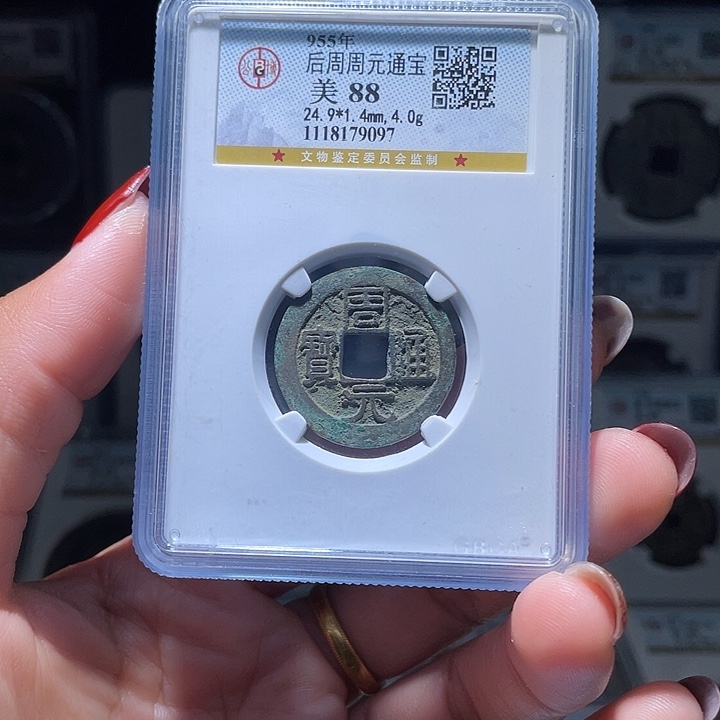 955年
后周周元通宝
美 88
24.9*1.4mm,4.0g
1118179097
★ 文物鉴定委员会监制 ★
周
寳 通
元